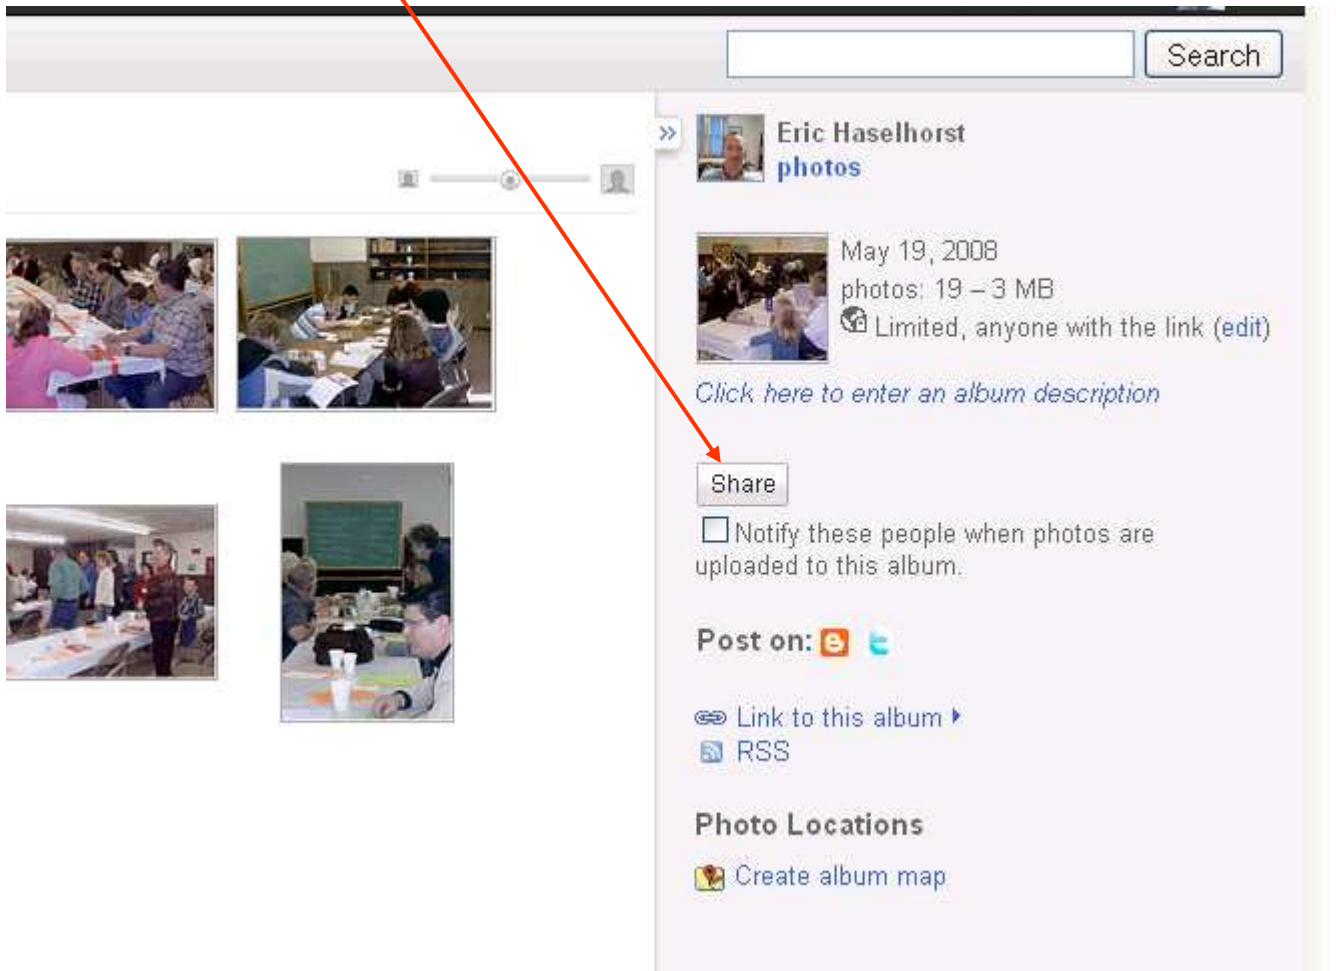 Search
Eric Haselhorst
photos
May 19, 2008
photos: 19 – 3 MB
Limited, anyone with the link (edit)
Click here to enter an album description
Share
Notify these people when photos are
uploaded to this album.
Post on:
Link to this album
RSS
Photo Locations
Create album map